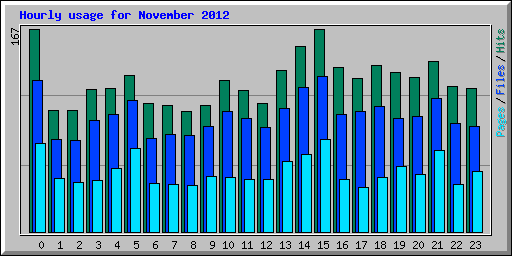 Hourly usage for November 2012
167
Pages/Files/Hits
0 1 2 3 4 5 6 7 8 9 10 11 12 13 14 15 16 17 18 19 20 21 22 23